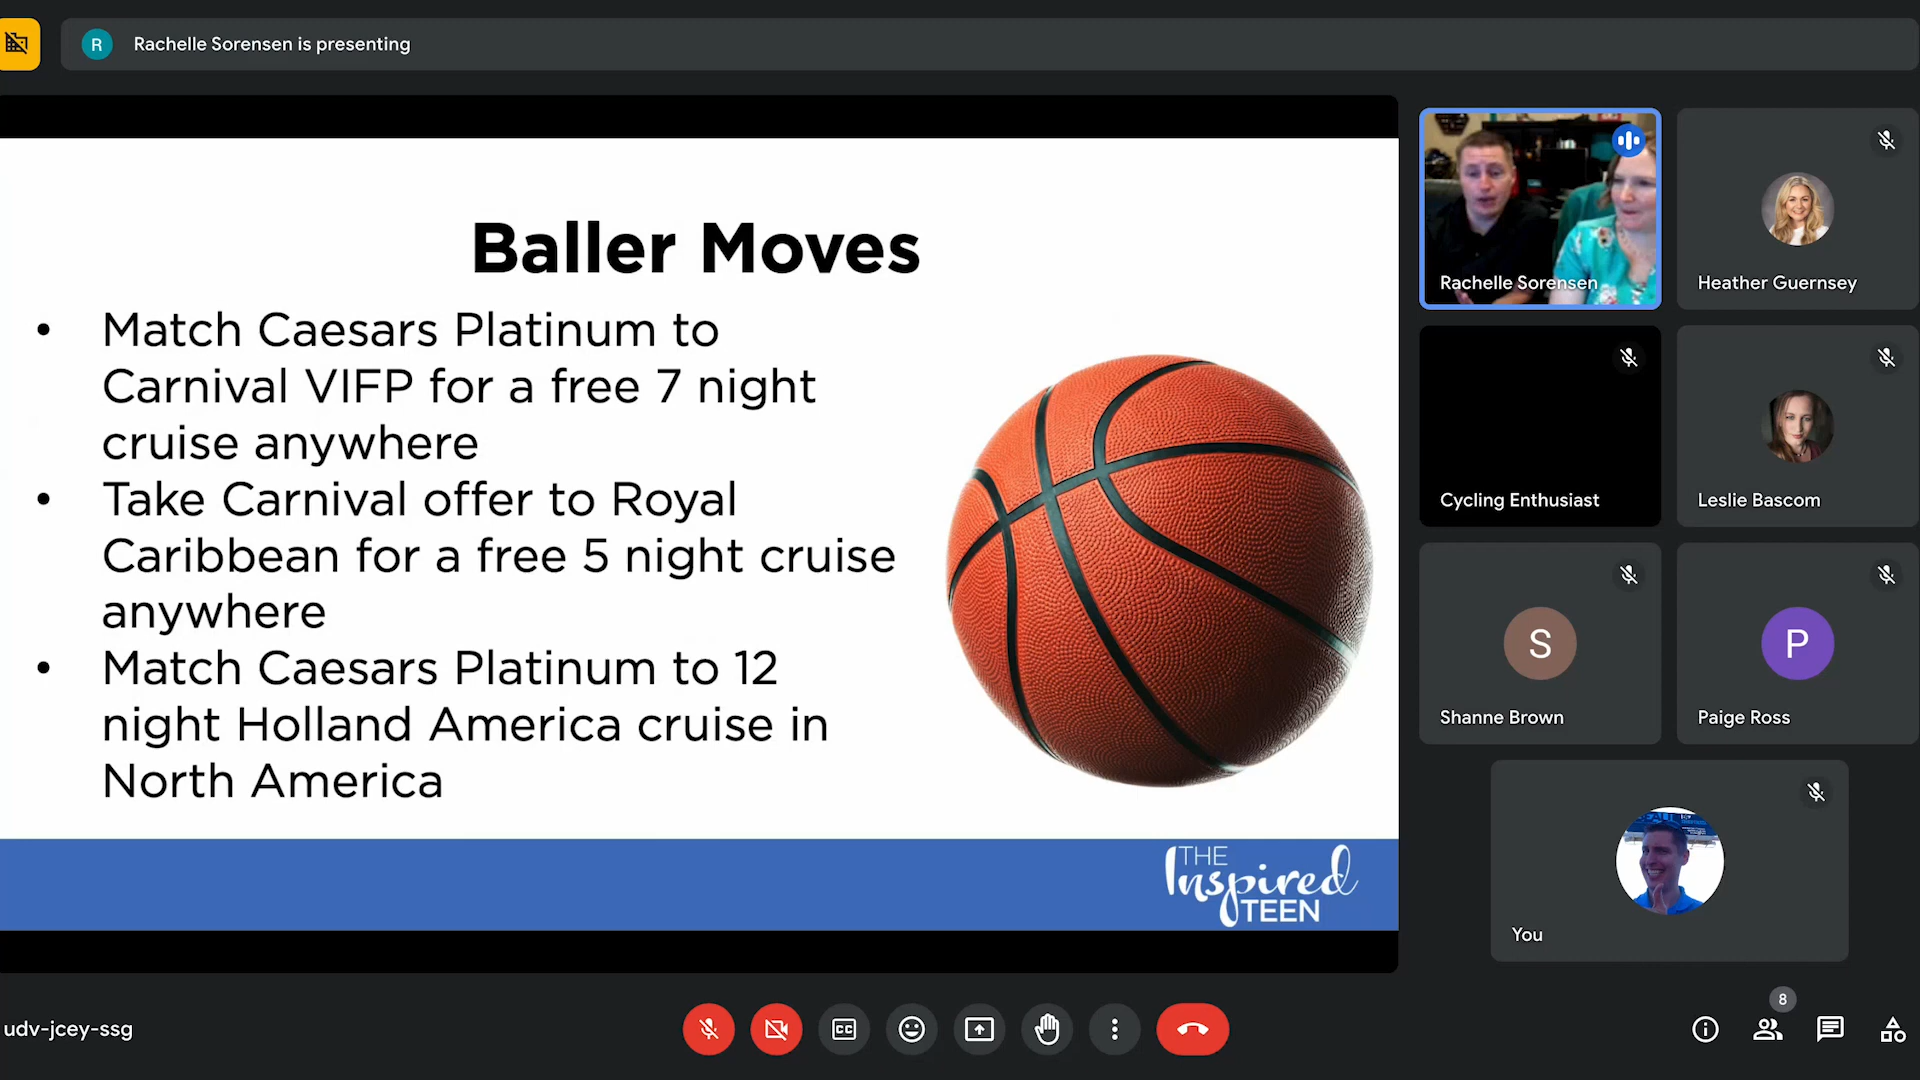 R Rachelle Sorensen is presenting
Baller Moves
• Match Caesars Platinum to
Carnival VIFP for a free 7 night
cruise anywhere
• Take Carnival offer to Royal
Caribbean for a free 5 night cruise
anywhere
• Match Caesars Platinum to 12
night Holland America cruise in
North America
THE
Inspired
TEEN
Rachelle Sorensen
Heather Guernsey
Cycling Enthusiast
Leslie Bascom
S
Shanne Brown
P
Paige Ross
You
udv-jcey-ssg
CC
8